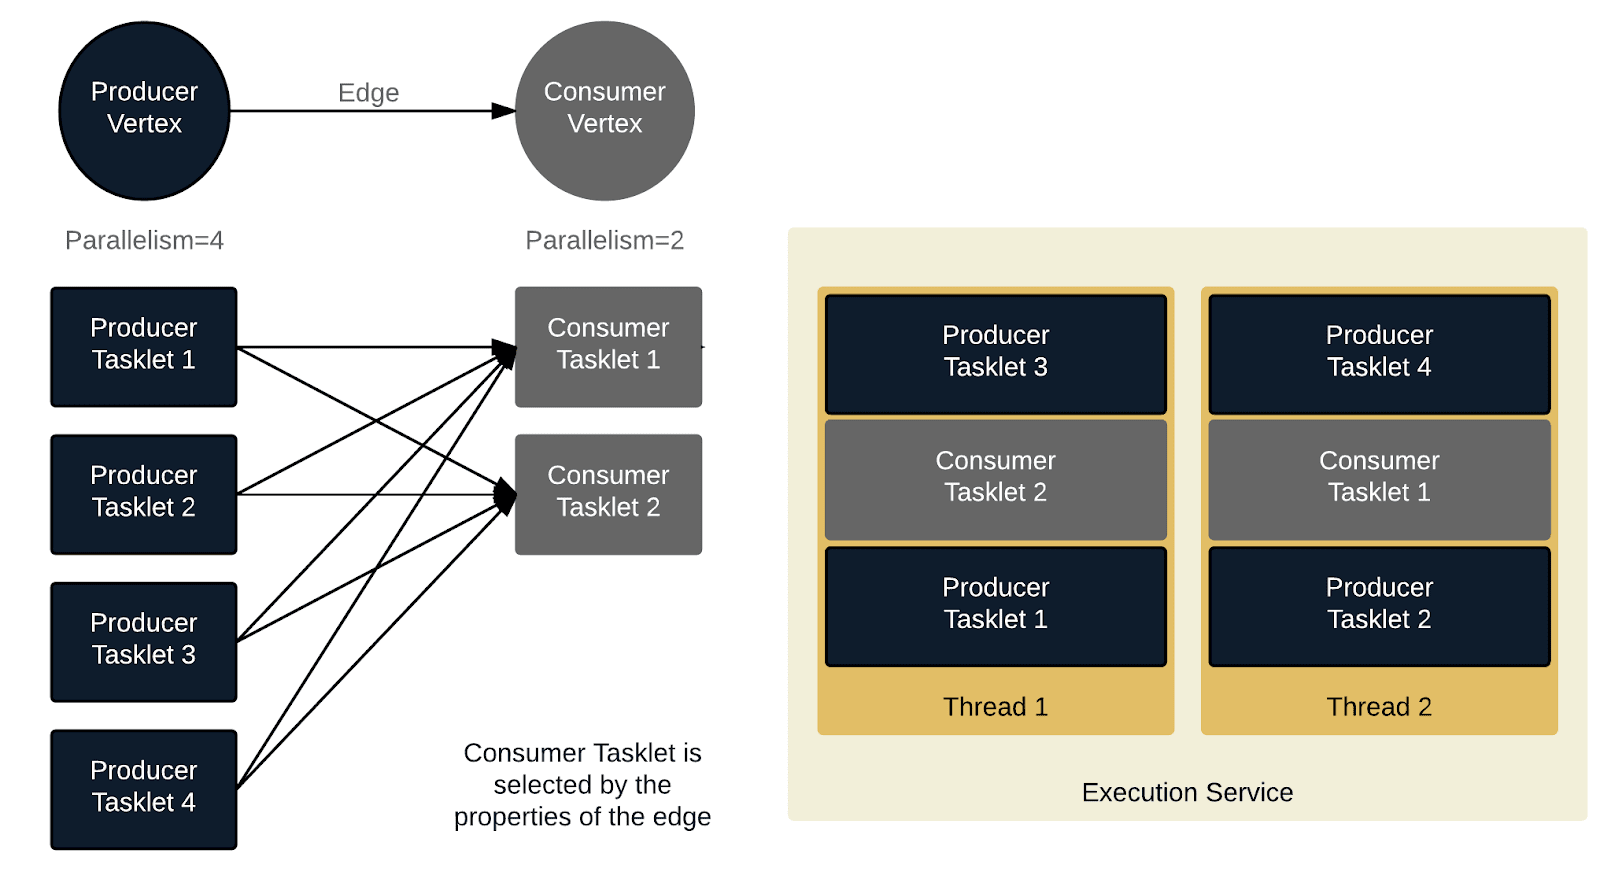 Producer
Vertex
Edge
Consumer
Vertex
Parallelism=4
Parallelism=2
Producer
Tasklet 1
Producer
Tasklet 2
Producer
Tasklet 3
Producer
Tasklet 4
Consumer
Tasklet 1
Consumer
Tasklet 2
Consumer Tasklet is
selected by the
properties of the edge
Producer
Tasklet 3
Consumer
Tasklet 2
Producer
Tasklet 1
Thread 1
Producer
Tasklet 4
Consumer
Tasklet 1
Producer
Tasklet 2
Thread 2
Execution Service